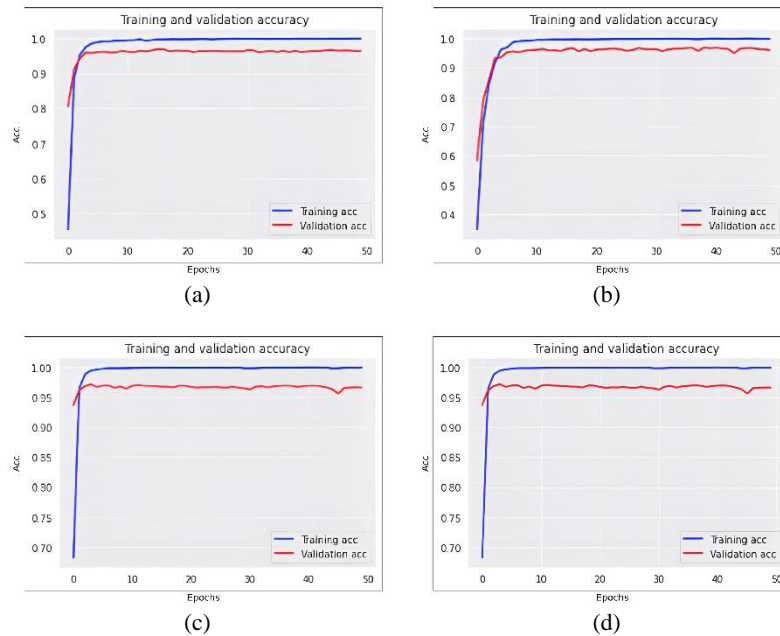 Training and validation accuracy
1.0
0.9
0.8
0.7
0.6
0.5
Acc
Training acc
Validation acc
0 10 20 30 40 50
Epochs
(a)
Training and validation accuracy
1.0
0.9
0.8
0.7
0.6
0.5
0.4
Acc
Training acc
Validation acc
0 10 20 30 40 50
Epochs
(b)
Training and validation accuracy
1.00
0.95
0.90
0.85
0.80
0.75
0.70
Acc
Training acc
Validation acc
0 10 20 30 40 50
Epochs
(c)
Training and validation accuracy
1.00
0.95
0.90
0.85
0.80
0.75
0.70
Acc
Training acc
Validation acc
0 10 20 30 40 50
Epochs
(d)